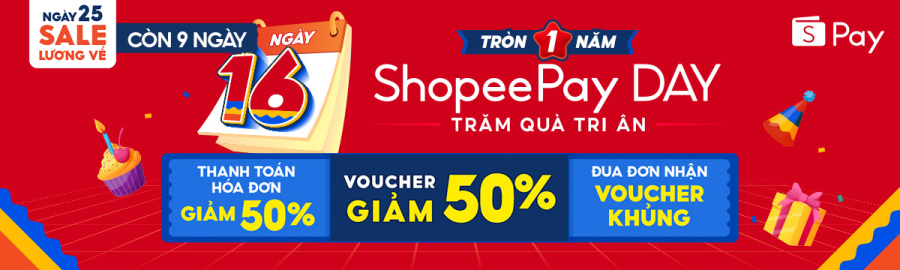 NGÀY 25
SALE
LƯƠNG VỀ
CÒN 9 NGÀY
NGÀY
16
TRÒN 1 NĂM
ShopeePay DAY
TRĂM QUÀ TRI ÂN
S Pay
THANH TOÁN
HÓA ĐƠN
GIẢM 50%
VOUCHER
GIẢM 50%
ĐUA ĐƠN NHẬN
VOUCHER
KHỦNG